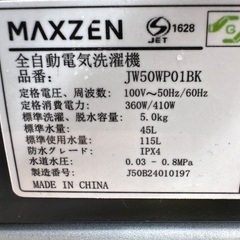 MAXZEN
S
JET
1628
G
全自動電気洗濯機
品番: JW50WP01BK
定格電圧、周波数: 100V～50Hz/60Hz
定格消費電力: 360W/410W
標準洗濯、脱水容量: 5.0kg
標準水量: 45L
標準使用水量: 115L
防水グレード: IPX4
水道水圧: 0.03 - 0.8MPa
製造番号: J50B24010197
MADE IN CHINA